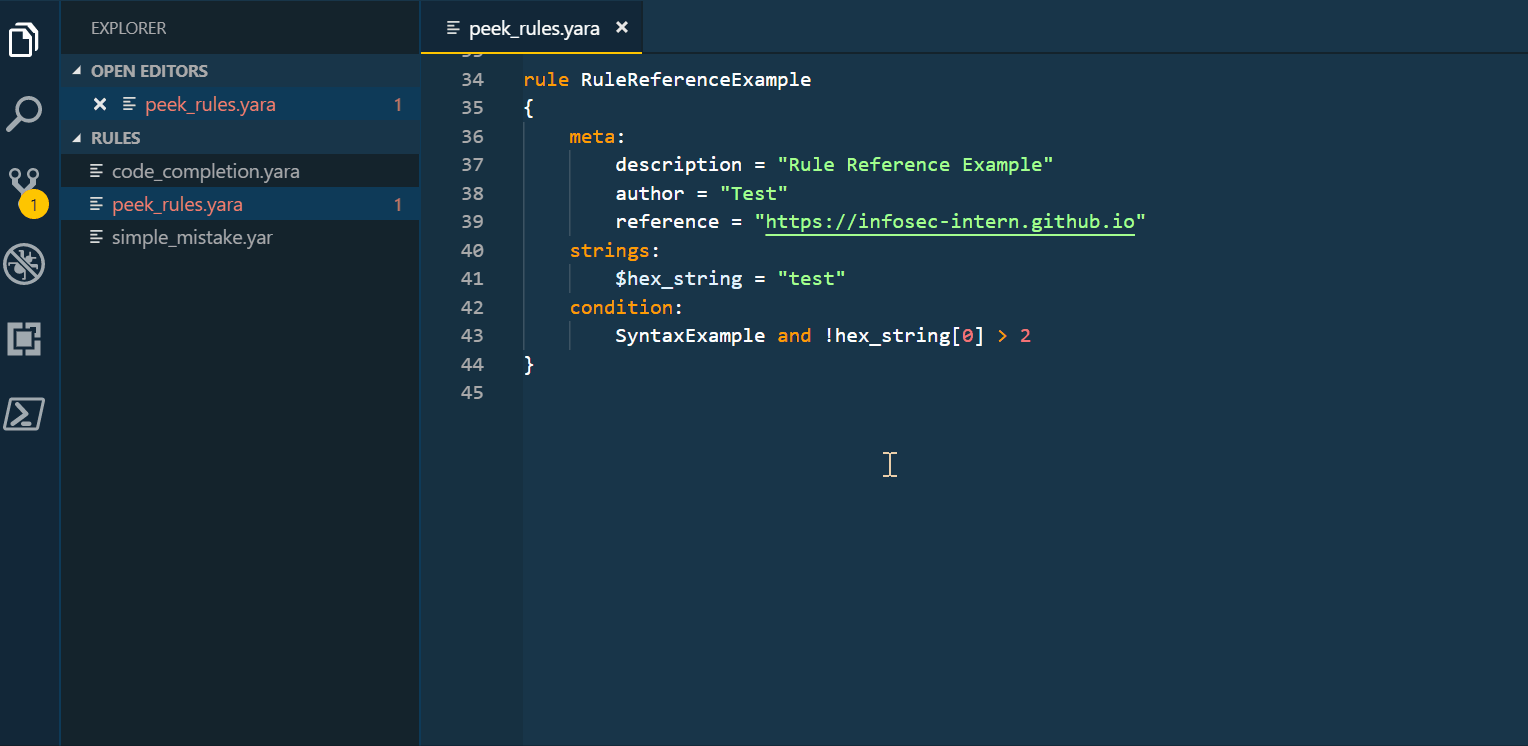 EXPLORER
OPEN EDITORS
peek_rules.yara 1
RULES
code_completion.yara
peek_rules.yara 1
simple_mistake.yar
1
peek_rules.yara
34 rule RuleReferenceExample
35 {
36 meta:
37 description = "Rule Reference Example"
38 author = "Test"
39 reference = "https://infosec-intern.github.io"
40 strings:
41 $hex_string = "test"
42 condition:
43 SyntaxExample and !hex_string[0] > 2
44 }
45